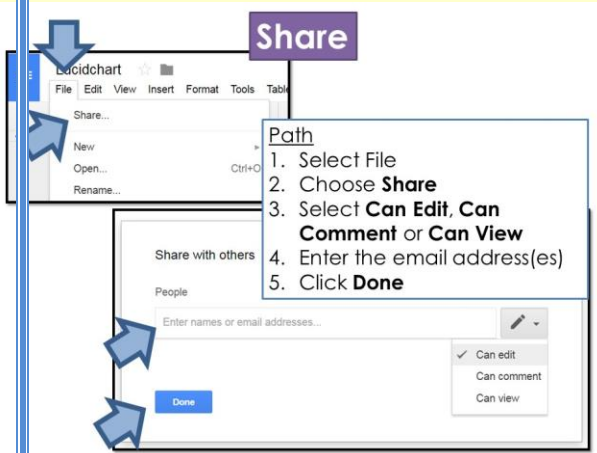 Share
Lucidchart
File Edit View Insert Format Tools Table
Share...
New
Open... Ctrl+O
Rename...
Path
1. Select File
2. Choose Share
3. Select Can Edit, Can
Comment or Can View
4. Enter the email address(es)
5. Click Done
Share with others
People
Enter names or email addresses...
Can edit
Can comment
Can view
Done